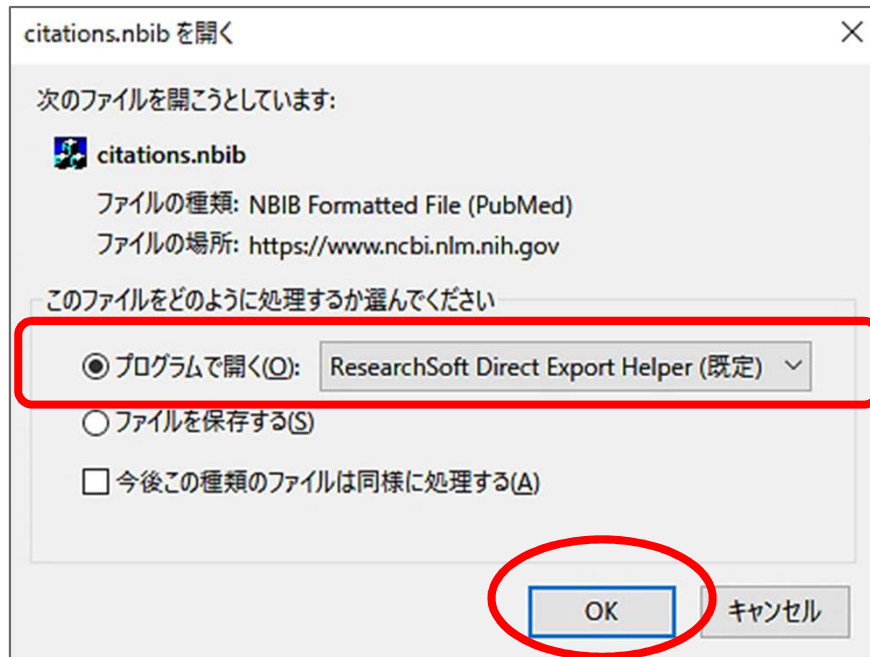 citations.nbib を開く
次のファイルを開こうとしています:
citations.nbib
ファイルの種類: NBIB Formatted File (PubMed)
ファイルの場所: https://www.ncbi.nlm.nih.gov
このファイルをどのように処理するか選んでください
プログラムで開く(O): ResearchSoft Direct Export Helper (既定)
ファイルを保存する(S)
今後この種類のファイルは同様に処理する(A)
OK キャンセル